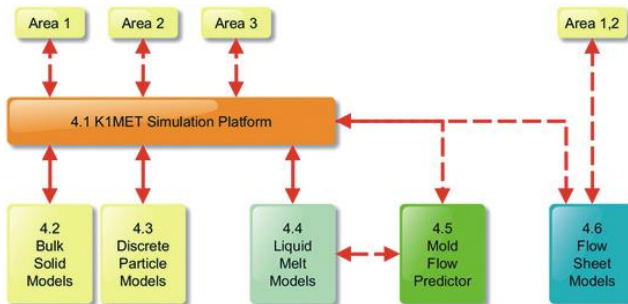 Area 1
Area 2
Area 3
Area 1,2
4.1 K1MET Simulation Platform
4.2
Bulk
Solid
Models
4.3
Discrete
Particle
Models
4.4
Liquid
Melt Models
4.5
Mold
Flow
Predictor
4.6
Flow
Sheet
Models